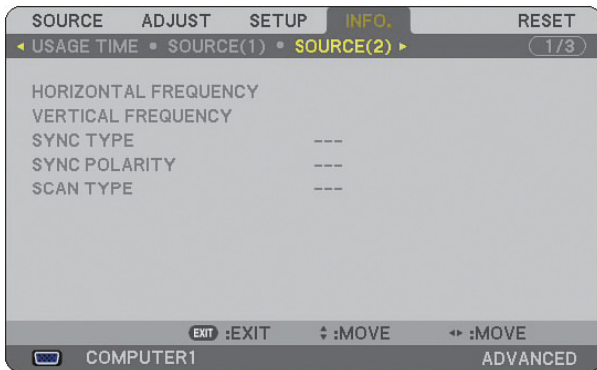 SOURCE ADJUST SETUP INFO. RESET
◂ USAGE TIME • SOURCE(1) • SOURCE(2) ▸ 1/3
HORIZONTAL FREQUENCY
VERTICAL FREQUENCY
SYNC TYPE ---
SYNC POLARITY ---
SCAN TYPE ---
EXIT :EXIT :MOVE :MOVE
COMPUTER1 ADVANCED